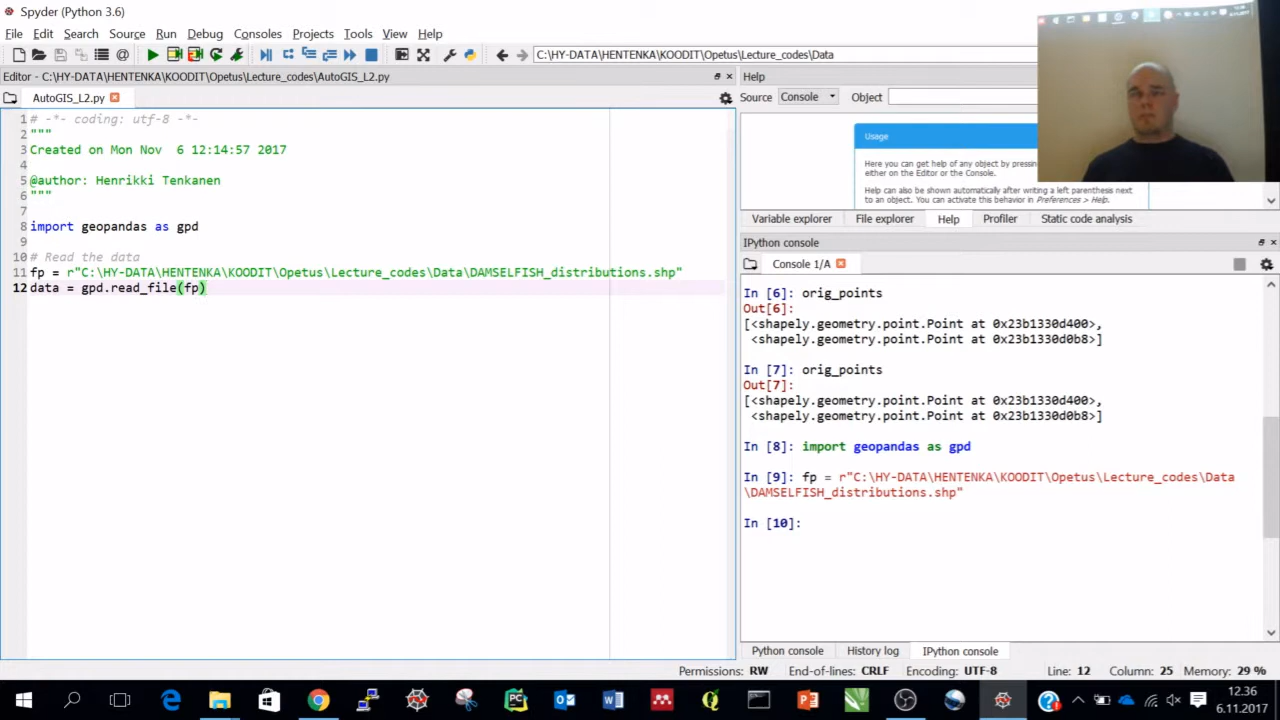 Spyder (Python 3.6)
File Edit Search Source Run Debug Consoles Projects Tools View Help
C:\HY-DATA\HENTENKA\KOODIT\Opetus\Lecture_codes\Data
Editor - C:\HY-DATA\HENTENKA\KOODIT\Opetus\Lecture_codes\AutoGIS_L2.py
AutoGIS_L2.py
1 # -*- coding: utf-8 -*-
2 """
3 Created on Mon Nov  6 12:14:57 2017
4
5 @author: Henrikki Tenkanen
6 """
7
8 import geopandas as gpd
9
10 # Read the data
11 fp = r"C:\HY-DATA\HENTENKA\KOODIT\Opetus\Lecture_codes\Data\DAMSELFISH_distributions.shp"
12 data = gpd.read_file(fp)
Help
Source Console Object
Usage
Here you can get help of any object by pressing
either on the Editor or the Console.
Help can also be shown automatically after writing a left parenthesis next
to an object. You can activate this behavior in Preferences > Help.
Variable explorer File explorer Help Profiler Static code analysis
IPython console
Console 1/A
In [6]: orig_points
Out[6]:
[<shapely.geometry.point.Point at 0x23b1330d400>,
 <shapely.geometry.point.Point at 0x23b1330d0b8>]
In [7]: orig_points
Out[7]:
[<shapely.geometry.point.Point at 0x23b1330d400>,
 <shapely.geometry.point.Point at 0x23b1330d0b8>]
In [8]: import geopandas as gpd
In [9]: fp = r"C:\HY-DATA\HENTENKA\KOODIT\Opetus\Lecture_codes\Data
\DAMSELFISH_distributions.shp"
In [10]:
Python console History log IPython console
Permissions: RW End-of-lines: CRLF Encoding: UTF-8 Line: 12 Column: 25 Memory: 29 %
12.36
6.11.2017